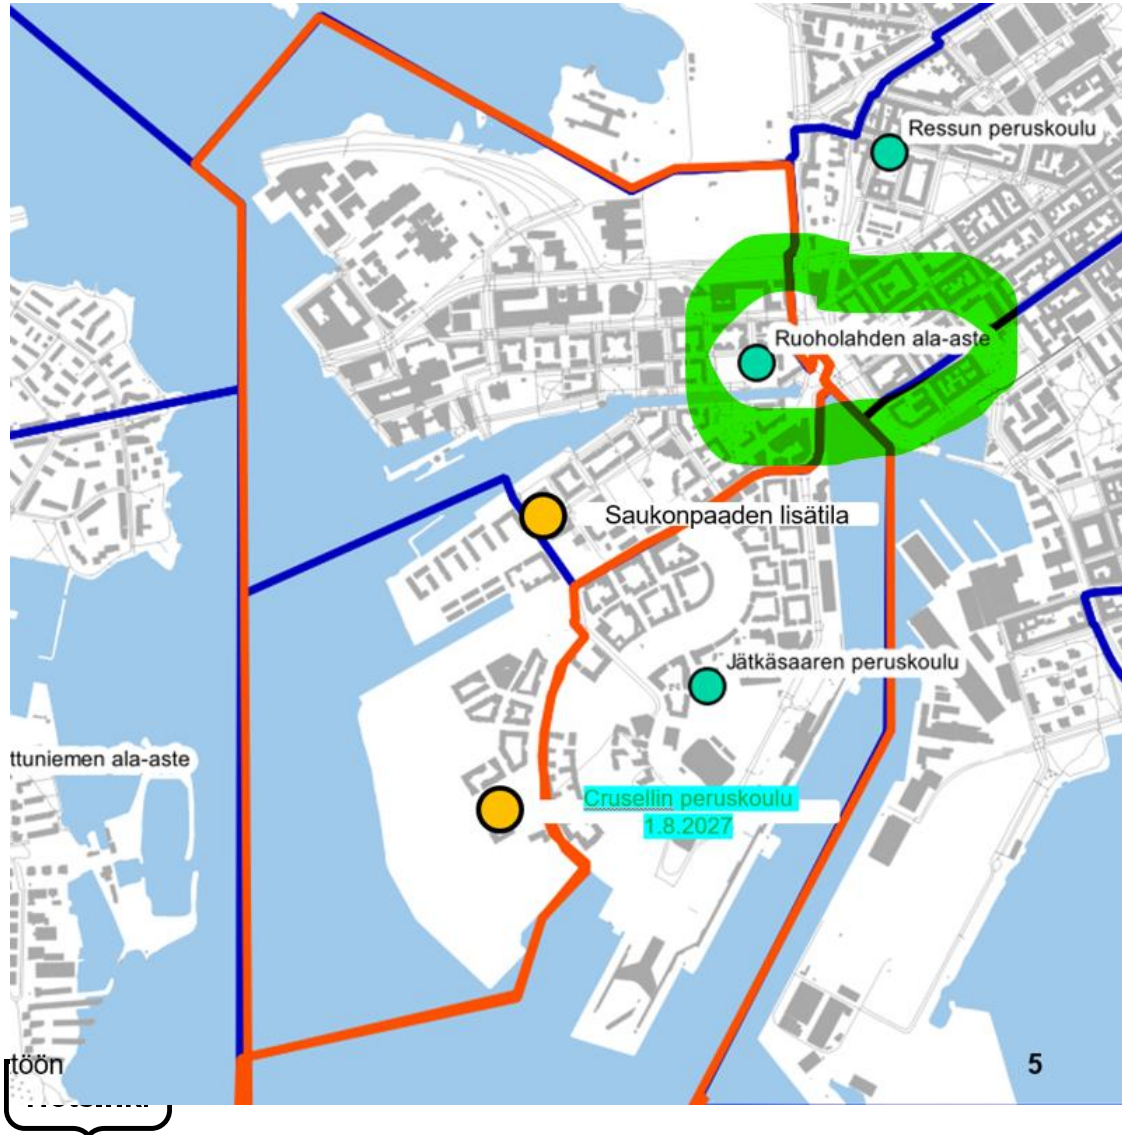 Ressun peruskoulu
Ruoholahden ala-aste
Saukonpaaden lisätila
Jätkäsaaren peruskoulu
ttuniemen ala-aste
Crusellin peruskoulu
1.8.2027
töön
5